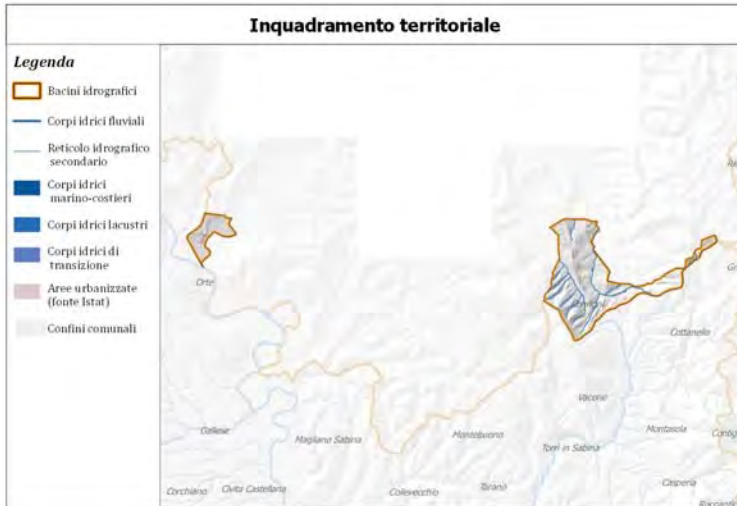 Inquadramento territoriale
Legenda
Bacini idrografici
Corpi idrici fluviali
Reticolo idrografico
secondario
Corpi idrici
marino-costieri
Corpi idrici lacustri
Corpi idrici di
transizione
Aree urbanizzate
(fonte Istat)
Confini comunali
Orte
Cottanello
Vacone
Gallese
Magliano Sabina
Montebuono
Montasola
Contig
Torri in Sabina
Corchiano
Civita Castellana
Collevecchio
Tarano
Casperia